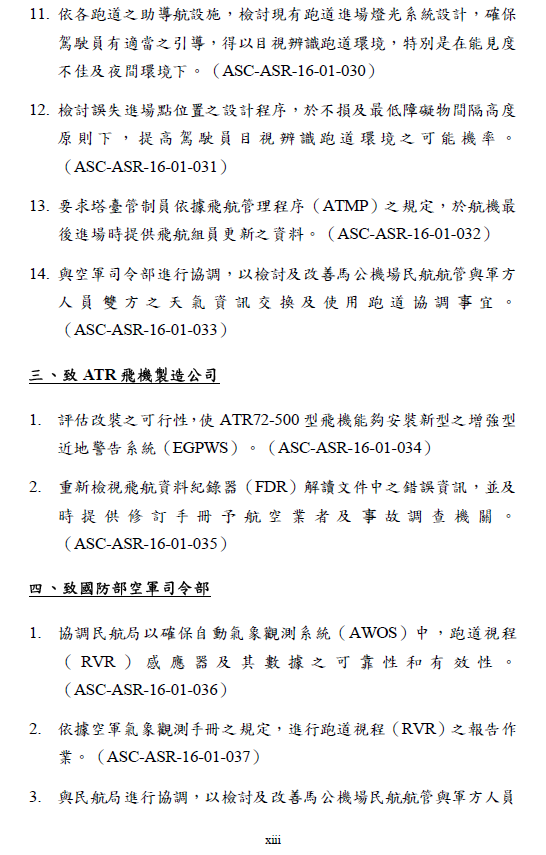 11. 依各跑道之助導航設施，檢討現有跑道進場燈光系統設計，確保
駕駛員有適當之引導，得以目視辨識跑道環境，特別是在能見度
不佳及夜間環境下。（ASC-ASR-16-01-030）
12. 檢討誤失進場點位置之設計程序，於不損及最低障礙物間隔高度
原則下，提高駕駛員目視辨識跑道環境之可能機率。
（ASC-ASR-16-01-031）
13. 要求塔臺管制員依據飛航管理程序（ATMP）之規定，於航機最
後進場時提供飛航組員更新之資料。（ASC-ASR-16-01-032）
14. 與空軍司令部進行協調，以檢討及改善馬公機場民航航管與軍方
人員雙方之天氣資訊交換及使用跑道協調事宜。
（ASC-ASR-16-01-033）
三、致 ATR 飛機製造公司
1. 評估改裝之可行性，使 ATR72-500 型飛機能夠安裝新型之增強型
近地警告系統（EGPWS）。（ASC-ASR-16-01-034）
2. 重新檢視飛航資料紀錄器（FDR）解讀文件中之錯誤資訊，並及
時提供修訂手冊予航空業者及事故調查機關。
（ASC-ASR-16-01-035）
四、致國防部空軍司令部
1. 協調民航局以確保自動氣象觀測系統（AWOS）中，跑道視程
（RVR）感應器及其數據之可靠性和有效性。
（ASC-ASR-16-01-036）
2. 依據空軍氣象觀測手冊之規定，進行跑道視程（RVR）之報告作
業。（ASC-ASR-16-01-037）
3. 與民航局進行協調，以檢討及改善馬公機場民航航管與軍方人員
xiii